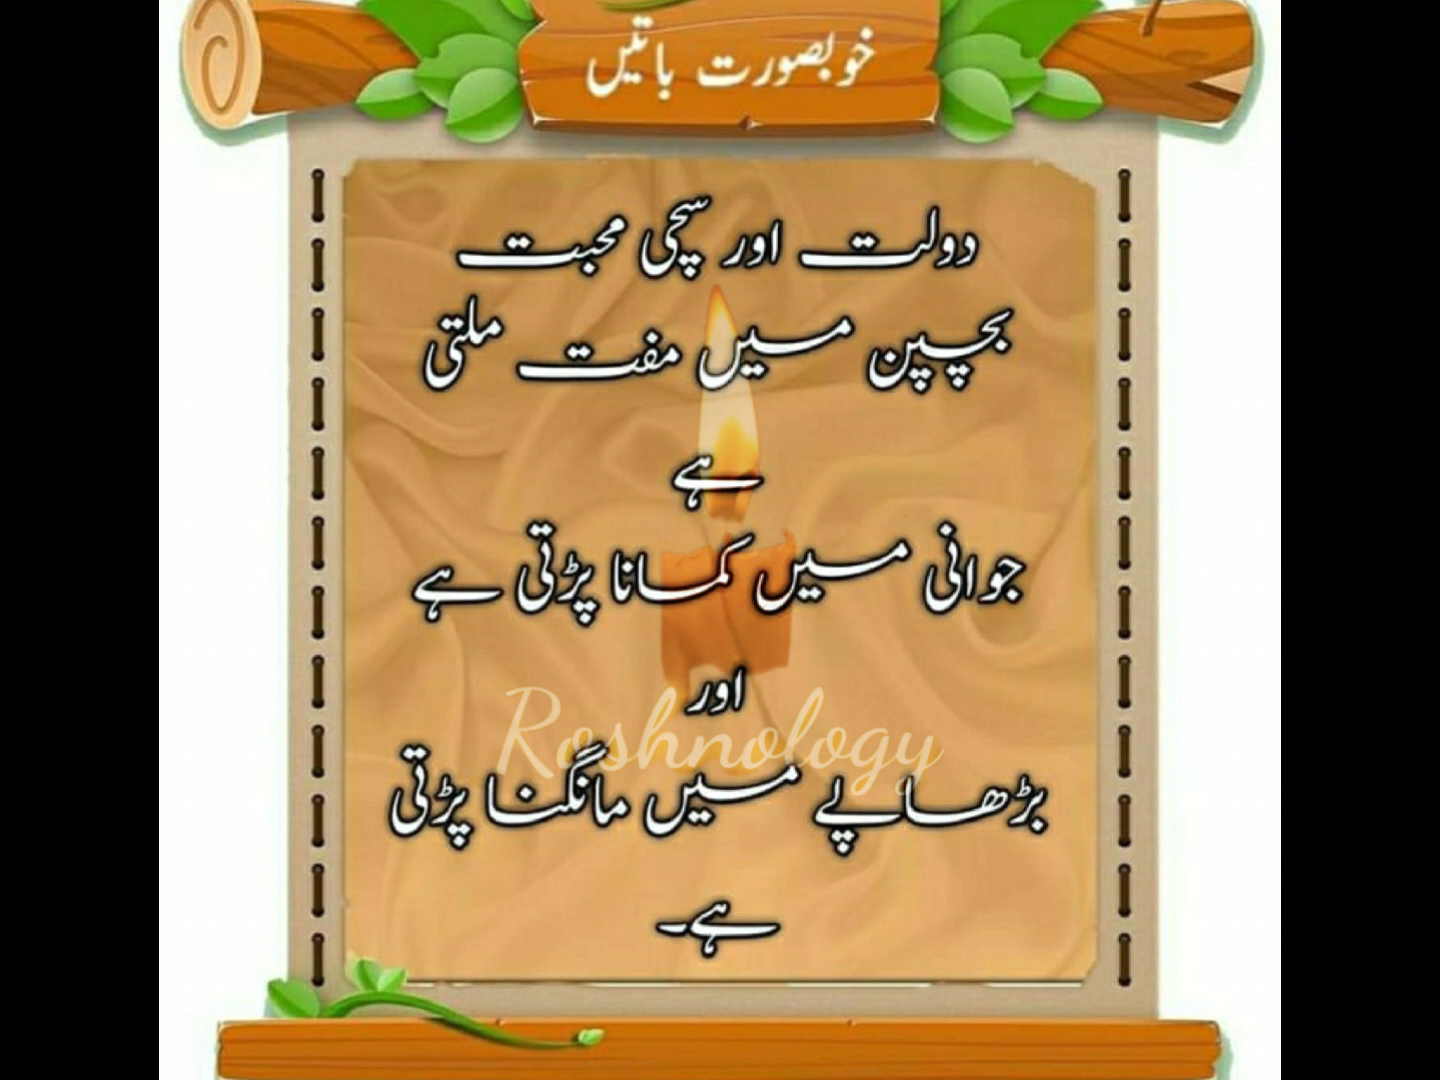 خوبصورت باتیں
دولت اور سچی محبت
بچپن میں مفت ملتی
ہے
جوانی میں کمانا پڑتی ہے
اور
Roshnology
بڑھاپے میں مانگنا پڑتی
ہے۔